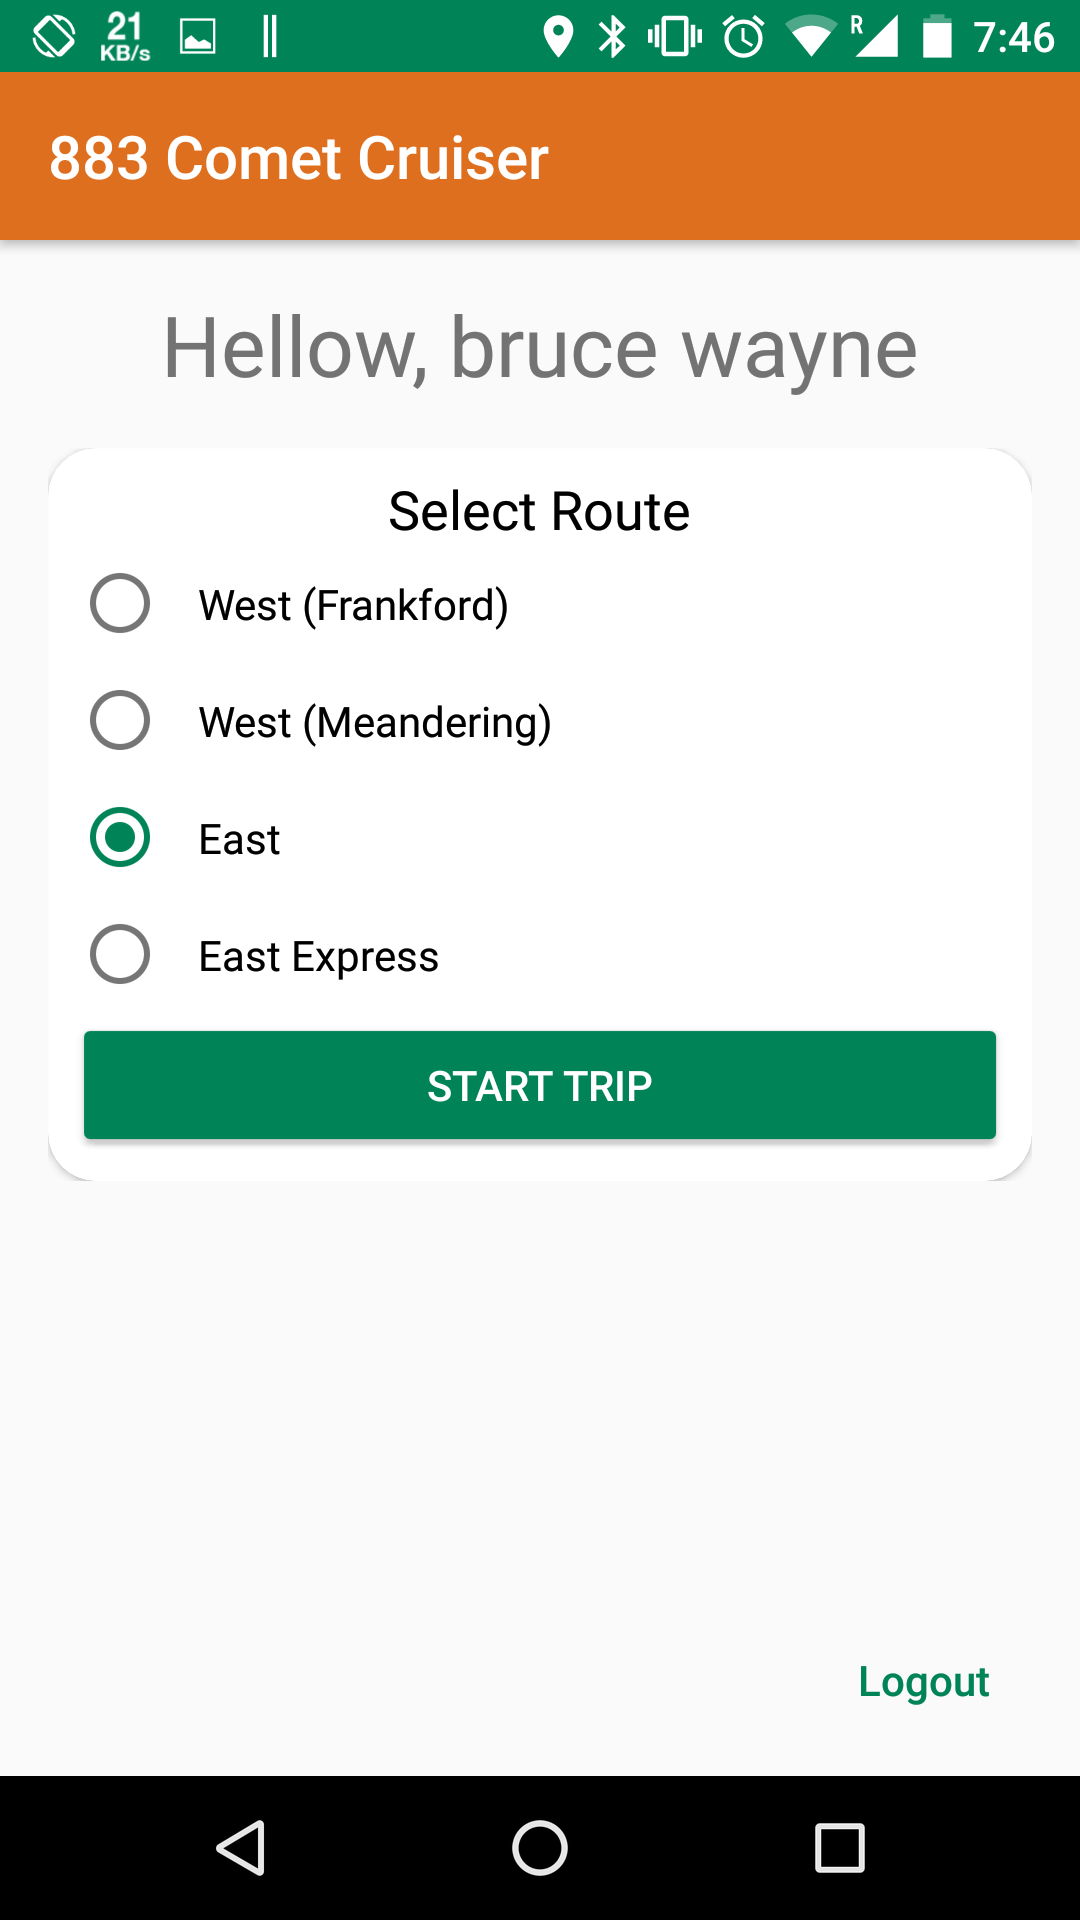 21
KB/s
R
7:46
883 Comet Cruiser
Hellow, bruce wayne
Select Route
West (Frankford)
West (Meandering)
East
East Express
START TRIP
Logout